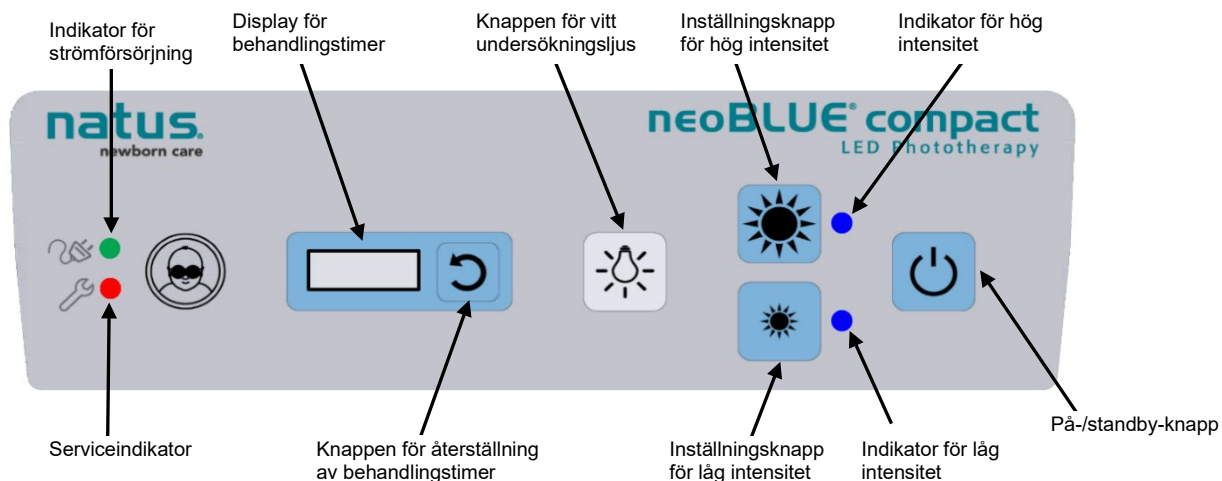 Indikator för
strömförsörjning
Display för
behandlingstimer
Knappen för vitt
undersökningsljus
Inställningsknapp
för hög intensitet
Indikator för hög
intensitet
natus.
newborn care
neoBLUE® compact
LED Phototherapy
Serviceindikator
Knappen för återställning
av behandlingstimer
Inställningsknapp
för låg intensitet
Indikator för låg
intensitet
På-/standby-knapp